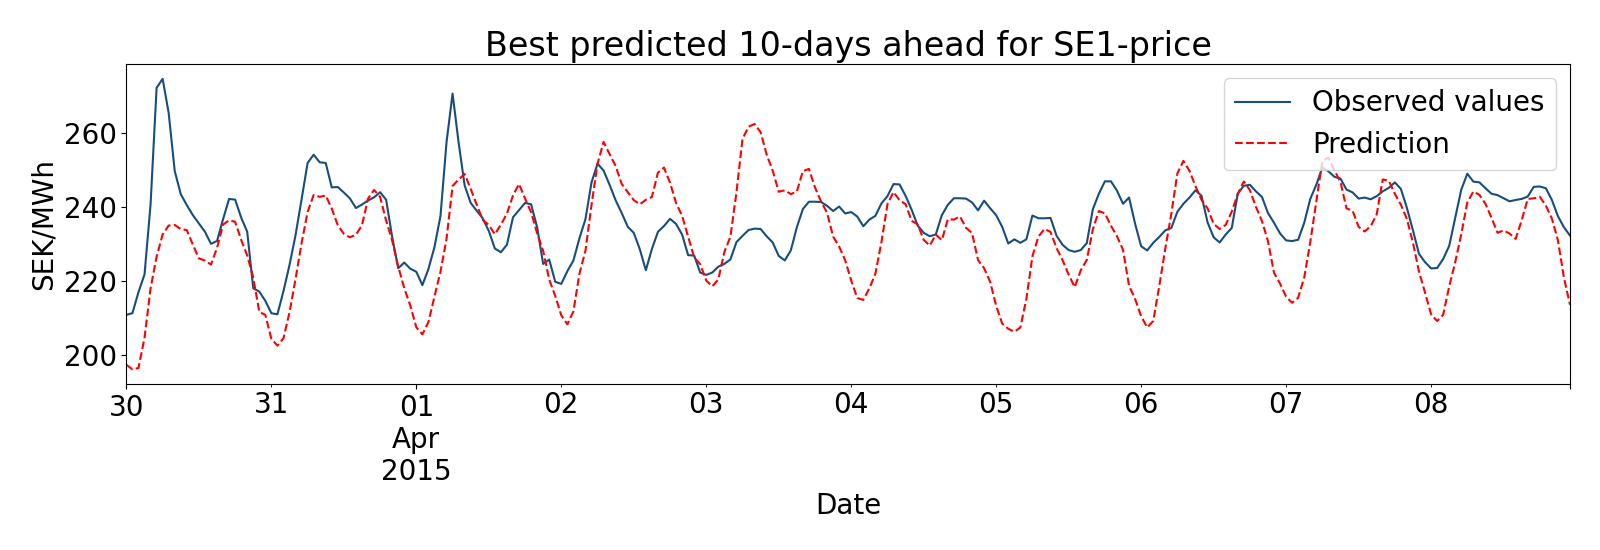 Best predicted 10-days ahead for SE1-price
Observed values
Prediction
SEK/MWh
260
240
220
200
30 31 01 02 03 04 05 06 07 08
Apr
2015
Date